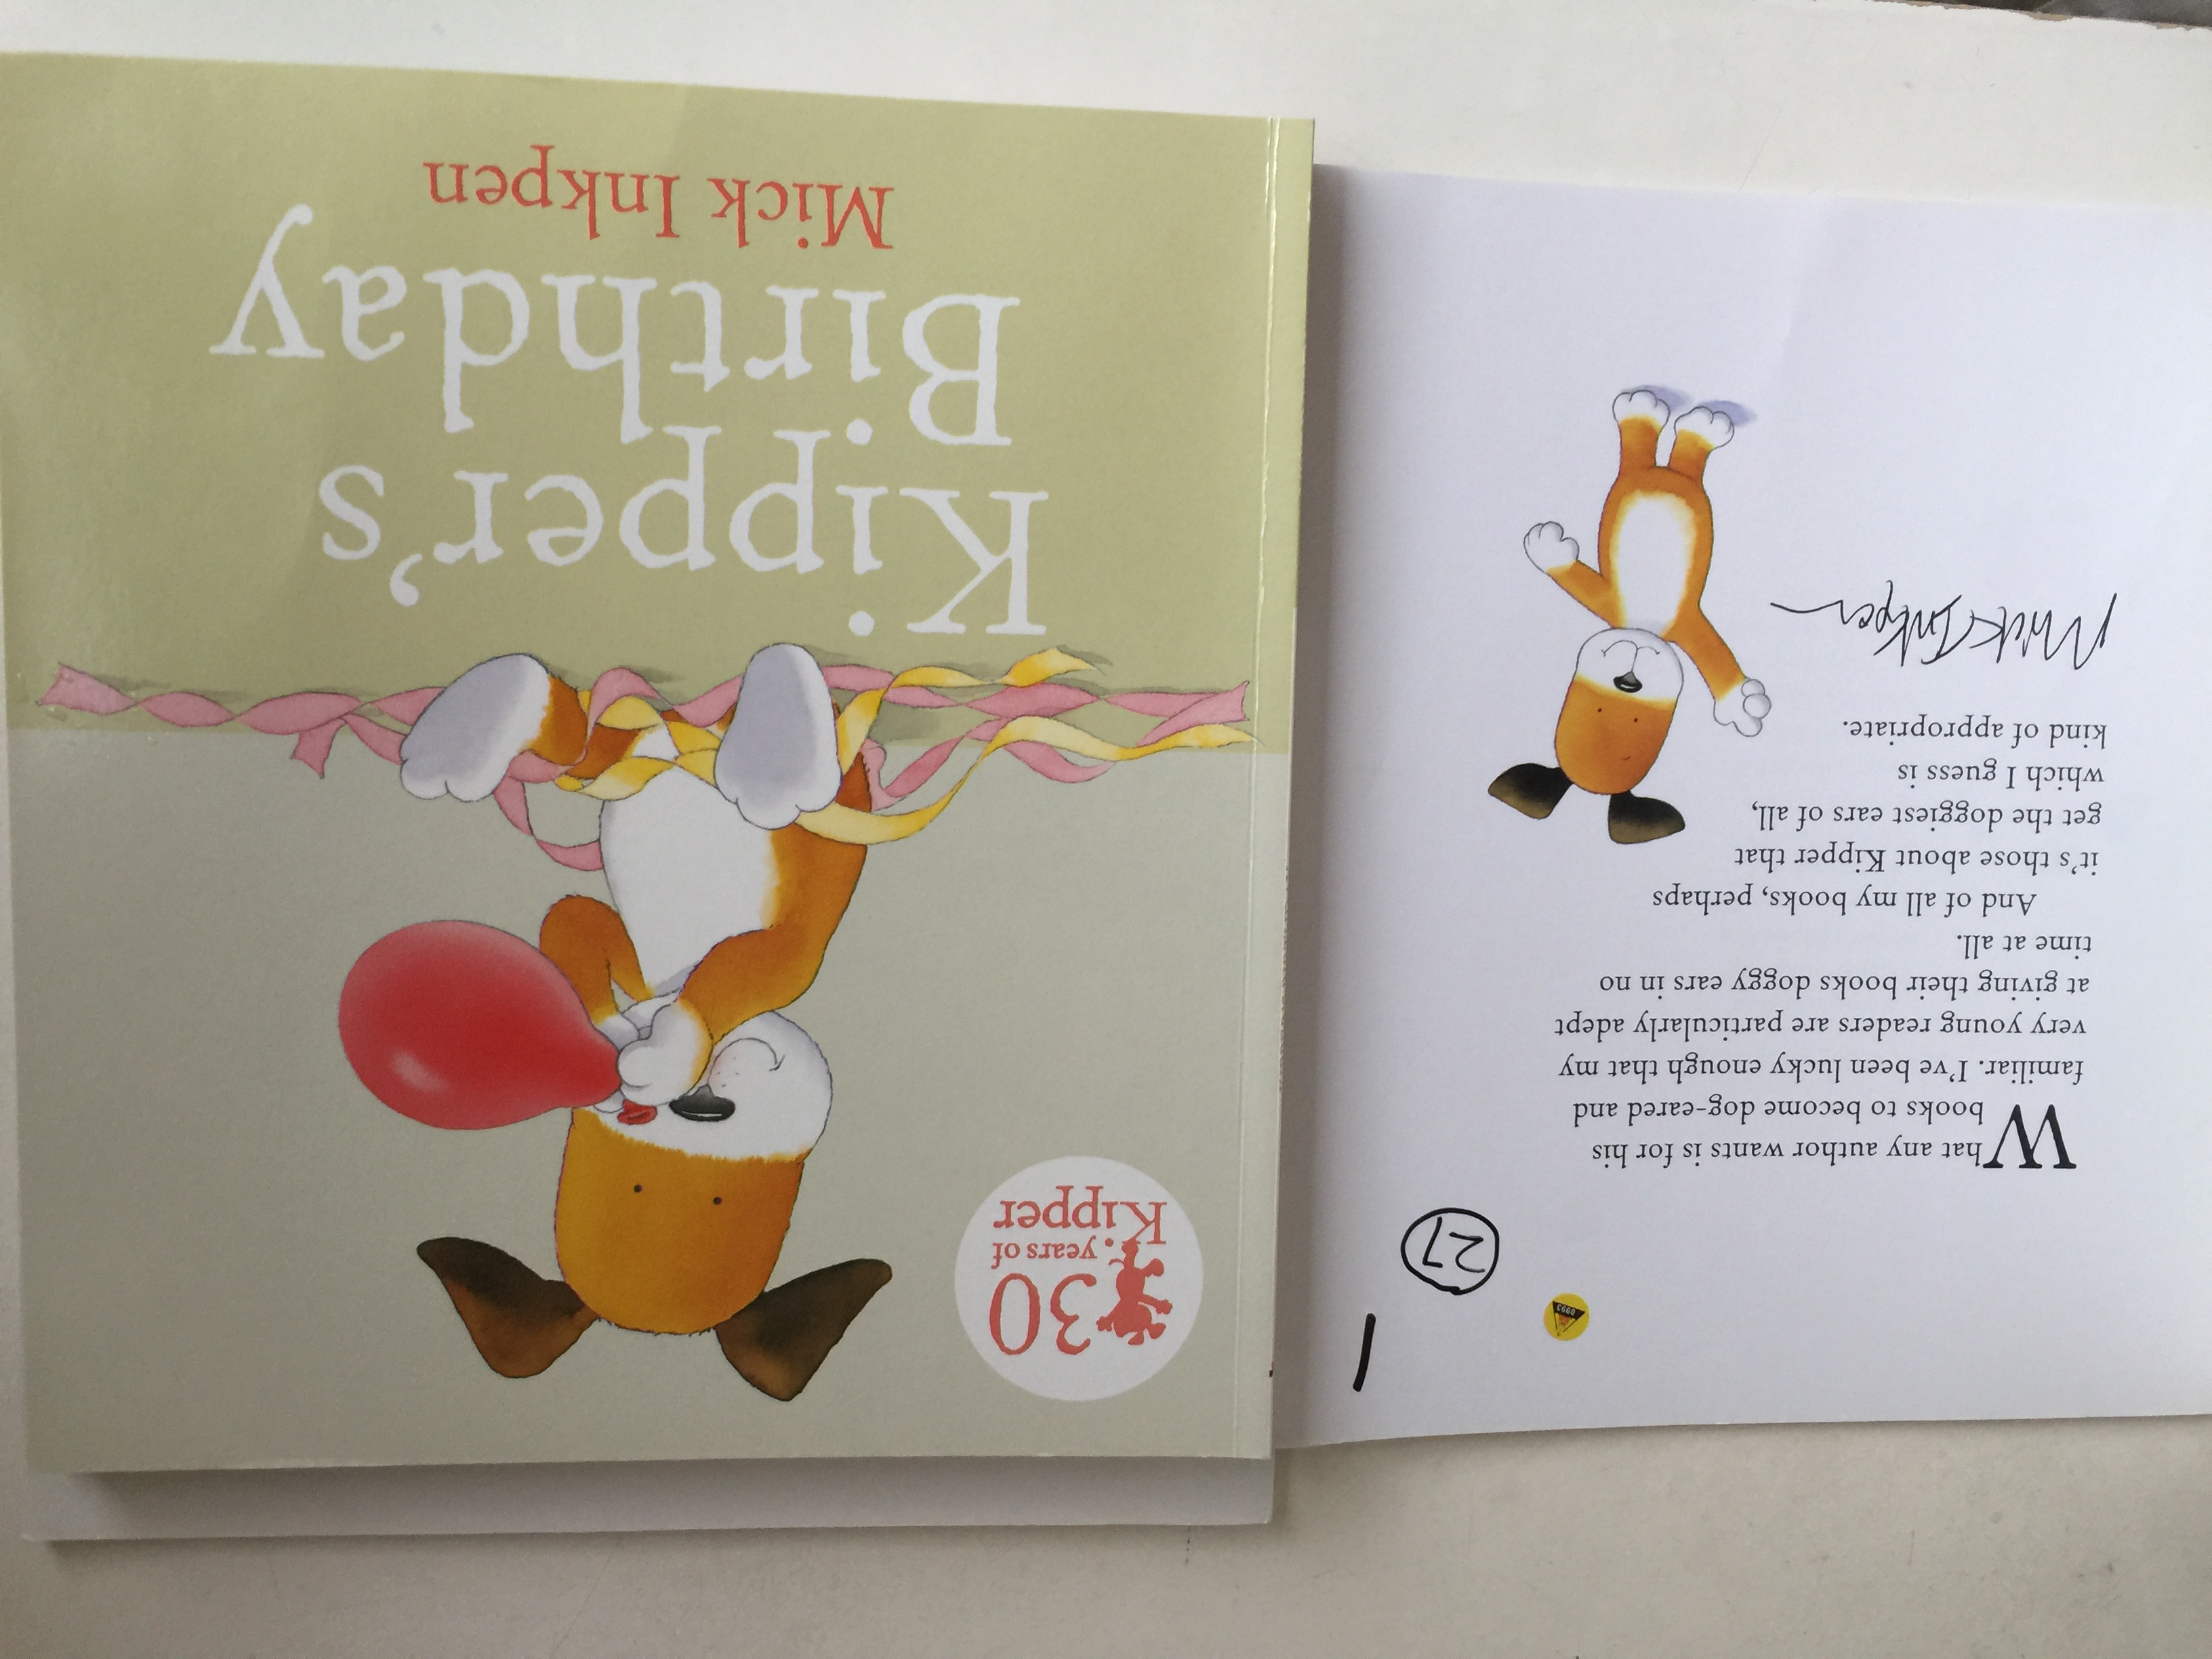 1
0993
27
What any author wants is for his
books to become dog-eared and
familiar. I've been lucky enough that my
very young readers are particularly adept
at giving their books doggy ears in no
time at all.
And of all my books, perhaps
it's those about Kipper that
get the doggiest ears of all,
which I guess is
kind of appropriate.
Mick Inkpen
30
years of
Kipper
Kipper's
Birthday
Mick Inkpen